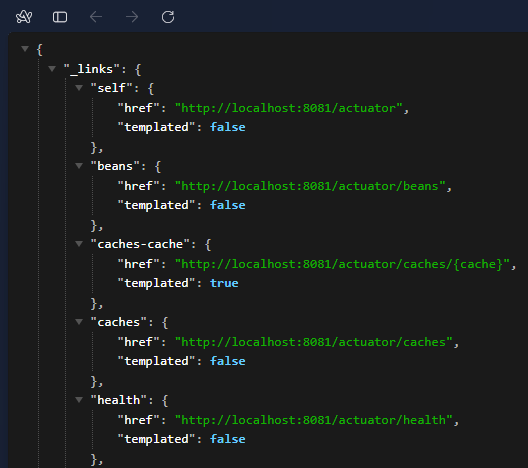 {
"_links": {
"self": {
"href": "http://localhost:8081/actuator",
"templated": false
},
"beans": {
"href": "http://localhost:8081/actuator/beans",
"templated": false
},
"caches-cache": {
"href": "http://localhost:8081/actuator/caches/{cache}",
"templated": true
},
"caches": {
"href": "http://localhost:8081/actuator/caches",
"templated": false
},
"health": {
"href": "http://localhost:8081/actuator/health",
"templated": false
},